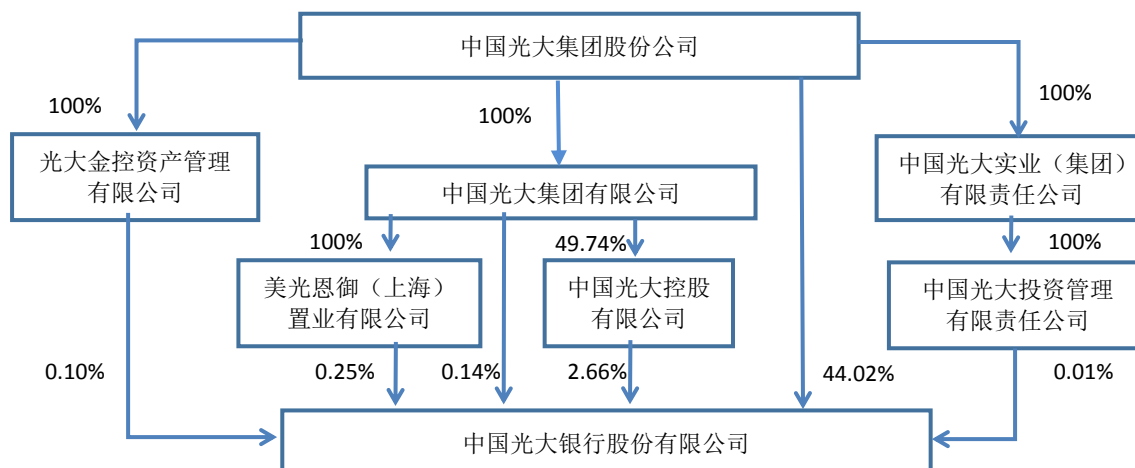 中国光大集团股份公司
100%
100%
100%
光大金控资产管理
有限公司
中国光大集团有限公司
中国光大实业（集团）
有限责任公司
100%
49.74%
100%
美光恩御（上海）
置业有限公司
中国光大控股
有限公司
中国光大投资管理
有限责任公司
0.10%
0.25%
0.14%
2.66%
44.02%
0.01%
中国光大银行股份有限公司